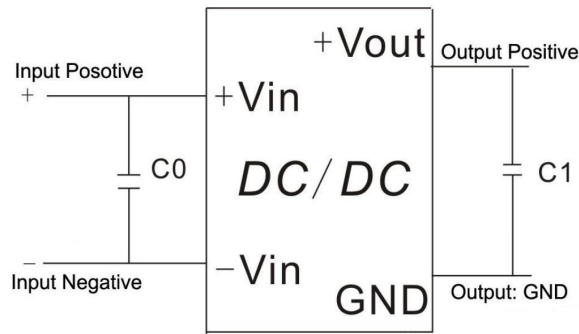 +Vout
Output Positive
Input Posotive
+
+Vin
C0
DC/DC
C1
−
−Vin
Input Negative
GND
Output: GND